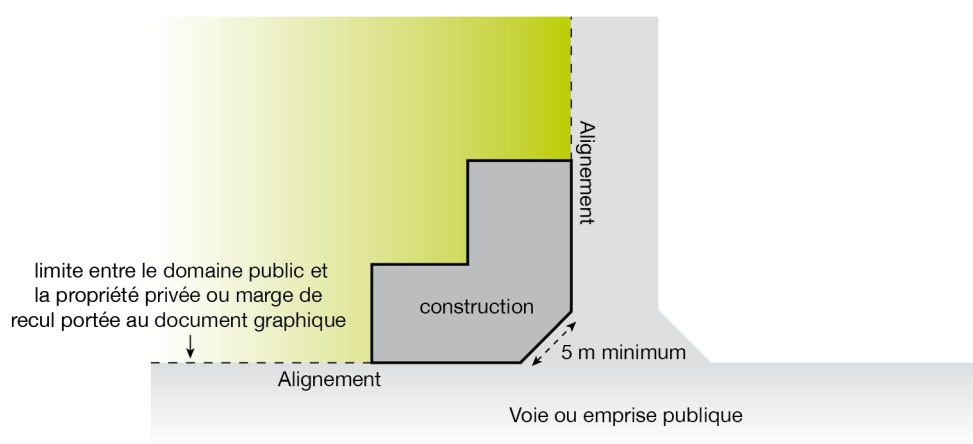 Alignement
limite entre le domaine public et
la propriété privée ou marge de
recul portée au document graphique
construction
5 m minimum
Alignement
Voie ou emprise publique